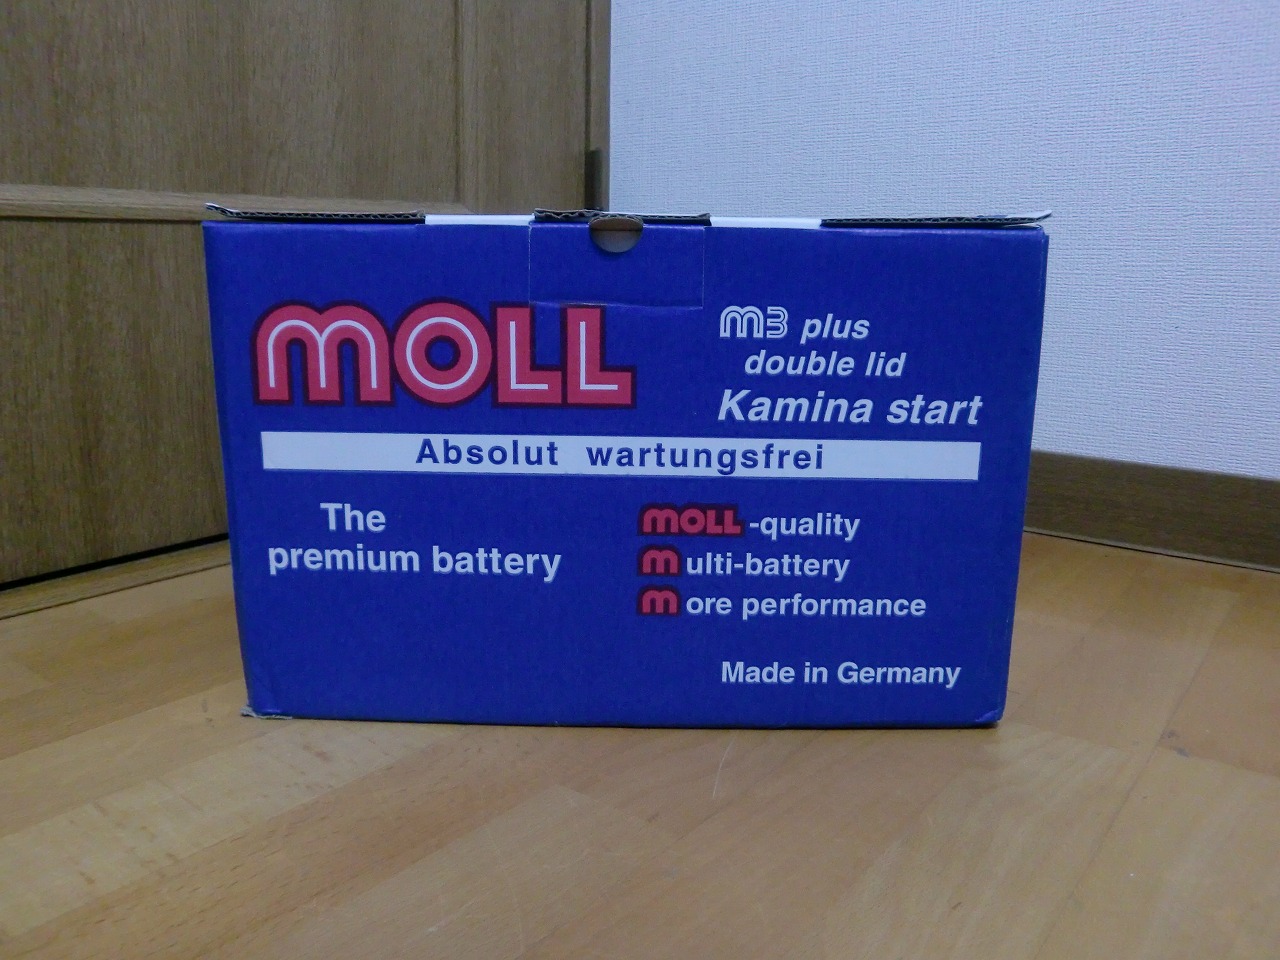 MOLL
m3 plus
double lid
Kamina start
Absolut wartungsfrei
The
premium battery
MOLL-quality
multi-battery
more performance
Made in Germany